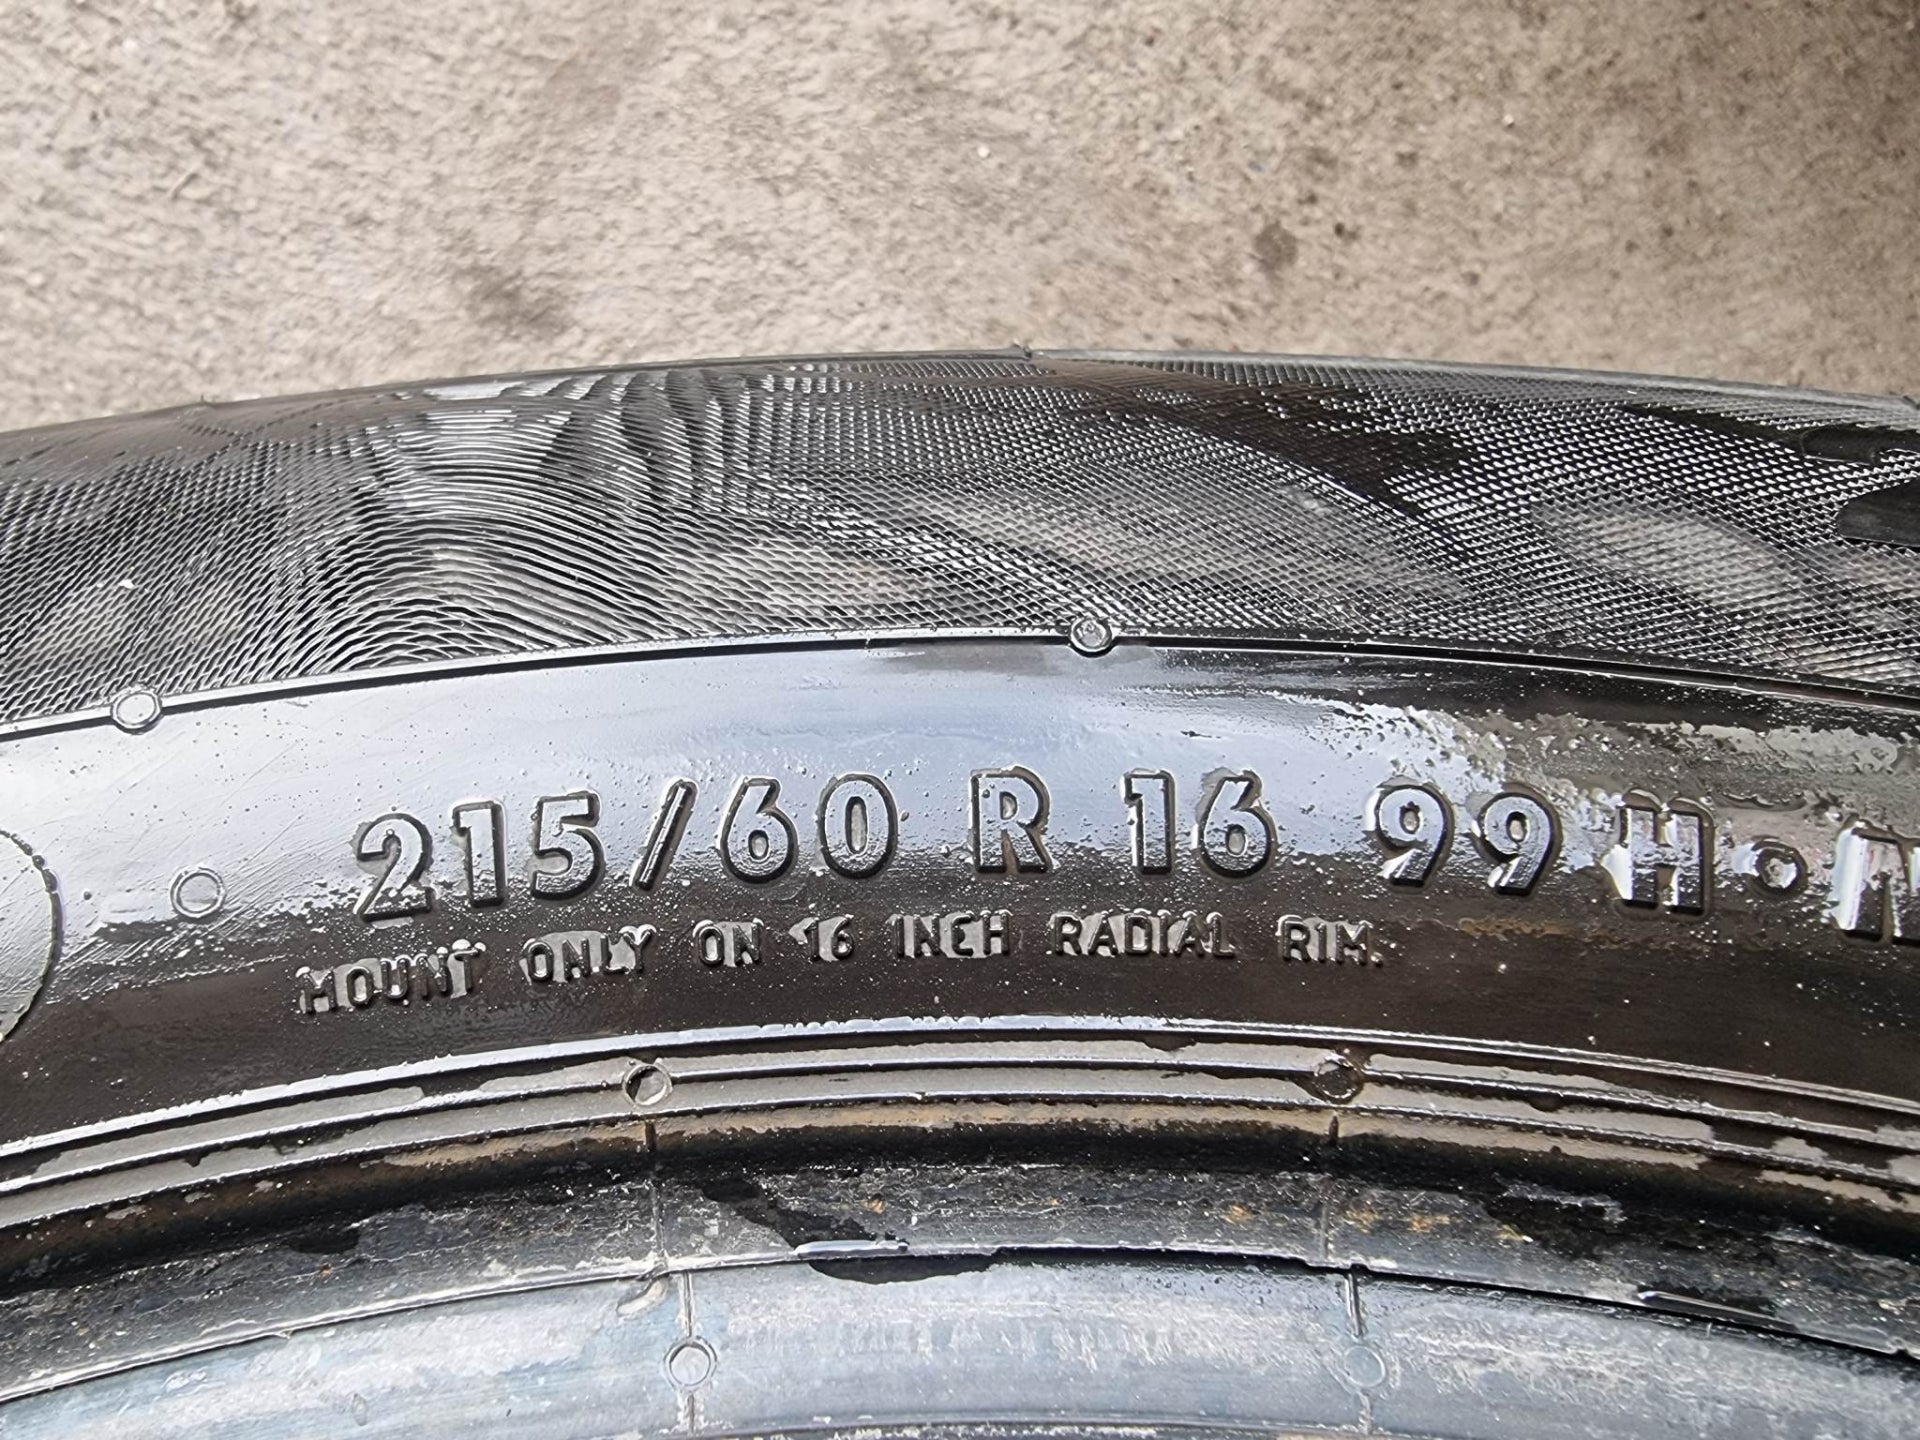 215/60 R 16 99 H
MOUNT ONLY ON 16 INCH RADIAL RIM.